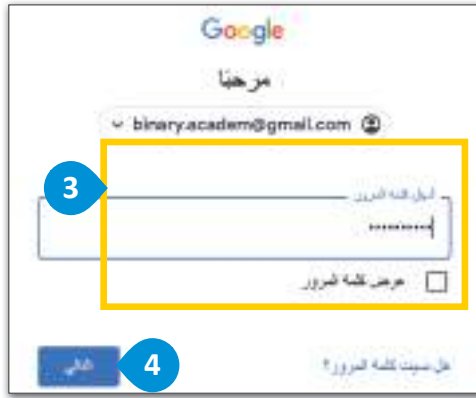 Google
مرحبًا
binary.academ@gmail.com
3
أدخل كلمة المرور
••••••••••
عرض كلمة المرور
هل نسيت كلمة المرور؟
4
التالي